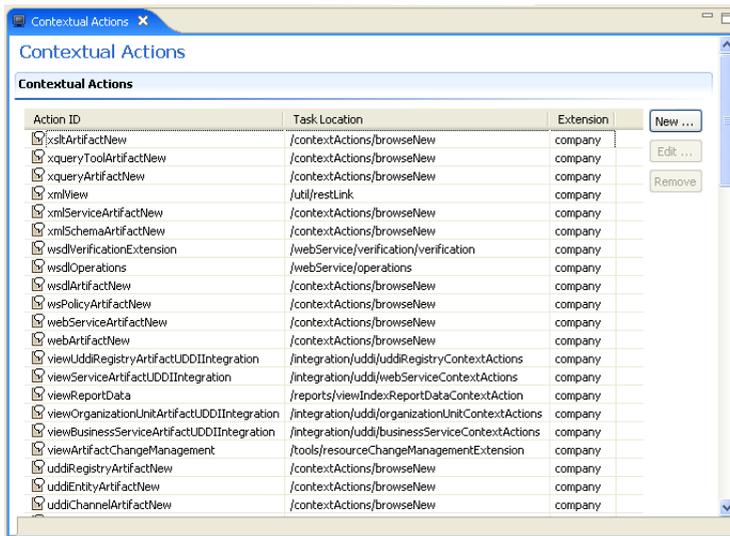 Contextual Actions
Contextual Actions
Contextual Actions
Action ID Task Location Extension New ...
xsltArtifactNew /contextActions/browseNew company
xqueryToolArtifactNew /contextActions/browseNew company Edit ...
xqueryArtifactNew /contextActions/browseNew company Remove
xmlView /util/restLink company
xmlServiceArtifactNew /contextActions/browseNew company
xmlSchemaArtifactNew /contextActions/browseNew company
wsdlVerificationExtension /webService/verification/verification company
wsdlOperations /webService/operations company
wsdlArtifactNew /contextActions/browseNew company
wsPolicyArtifactNew /contextActions/browseNew company
webServiceArtifactNew /contextActions/browseNew company
webArtifactNew /contextActions/browseNew company
viewUddiRegistryArtifactUDDIIntegration /integration/uddi/uddiRegistryContextActions company
viewServiceArtifactUDDIIntegration /integration/uddi/webServiceContextActions company
viewReportData /reports/viewIndexReportDataContextAction company
viewOrganizationUnitArtifactUDDIIntegration /integration/uddi/organizationUnitContextActions company
viewBusinessServiceArtifactUDDIIntegration /integration/uddi/businessServiceContextActions company
viewArtifactChangeManagement /tools/resourceChangeManagementExtension company
uddiRegistryArtifactNew /contextActions/browseNew company
uddiEntityArtifactNew /contextActions/browseNew company
uddiChannelArtifactNew /contextActions/browseNew company